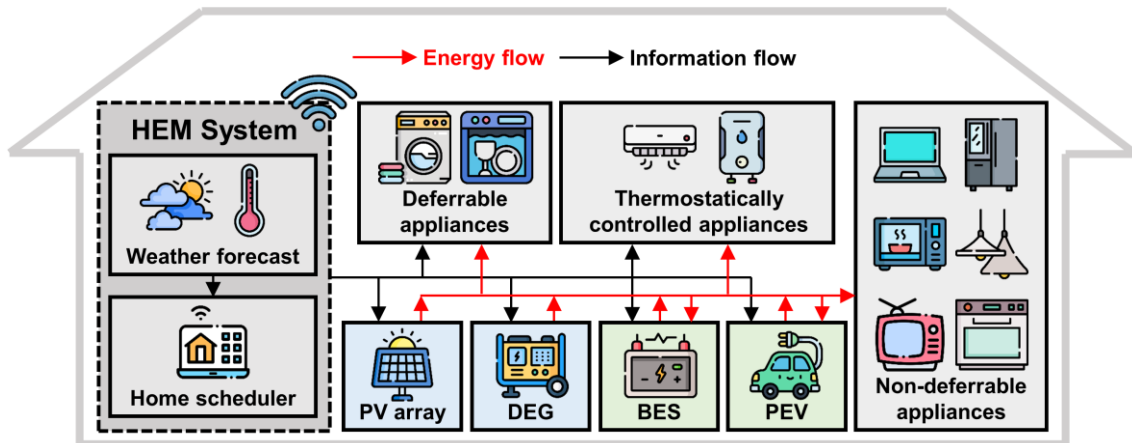 Energy flow
Information flow
HEM System
Weather forecast
Home scheduler
Deferrable
appliances
Thermostatically
controlled appliances
PV array
DEG
BES
PEV
Non-deferrable
appliances